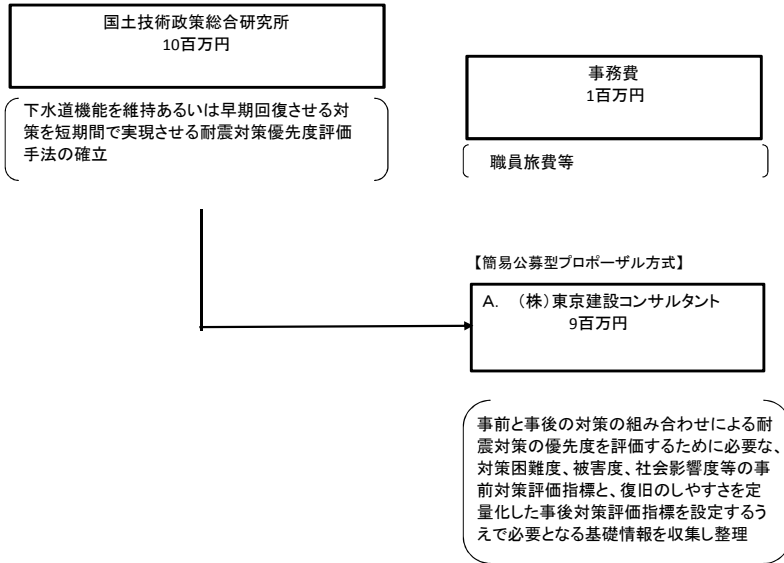 国土技術政策総合研究所
10百万円
下水道機能を維持あるいは早期回復させる対
策を短期間で実現させる耐震対策優先度評価
手法の確立
事務費
1百万円
職員旅費等
【簡易公募型プロポーザル方式】
A. (株)東京建設コンサルタント
9百万円
事前と事後の対策の組み合わせによる耐
震対策の優先度を評価するために必要な、
対策困難度、被害度、社会影響度等の事
前対策評価指標と、復旧のしやすさを定
量化した事後対策評価指標を設定するう
えで必要となる基礎情報を収集し整理